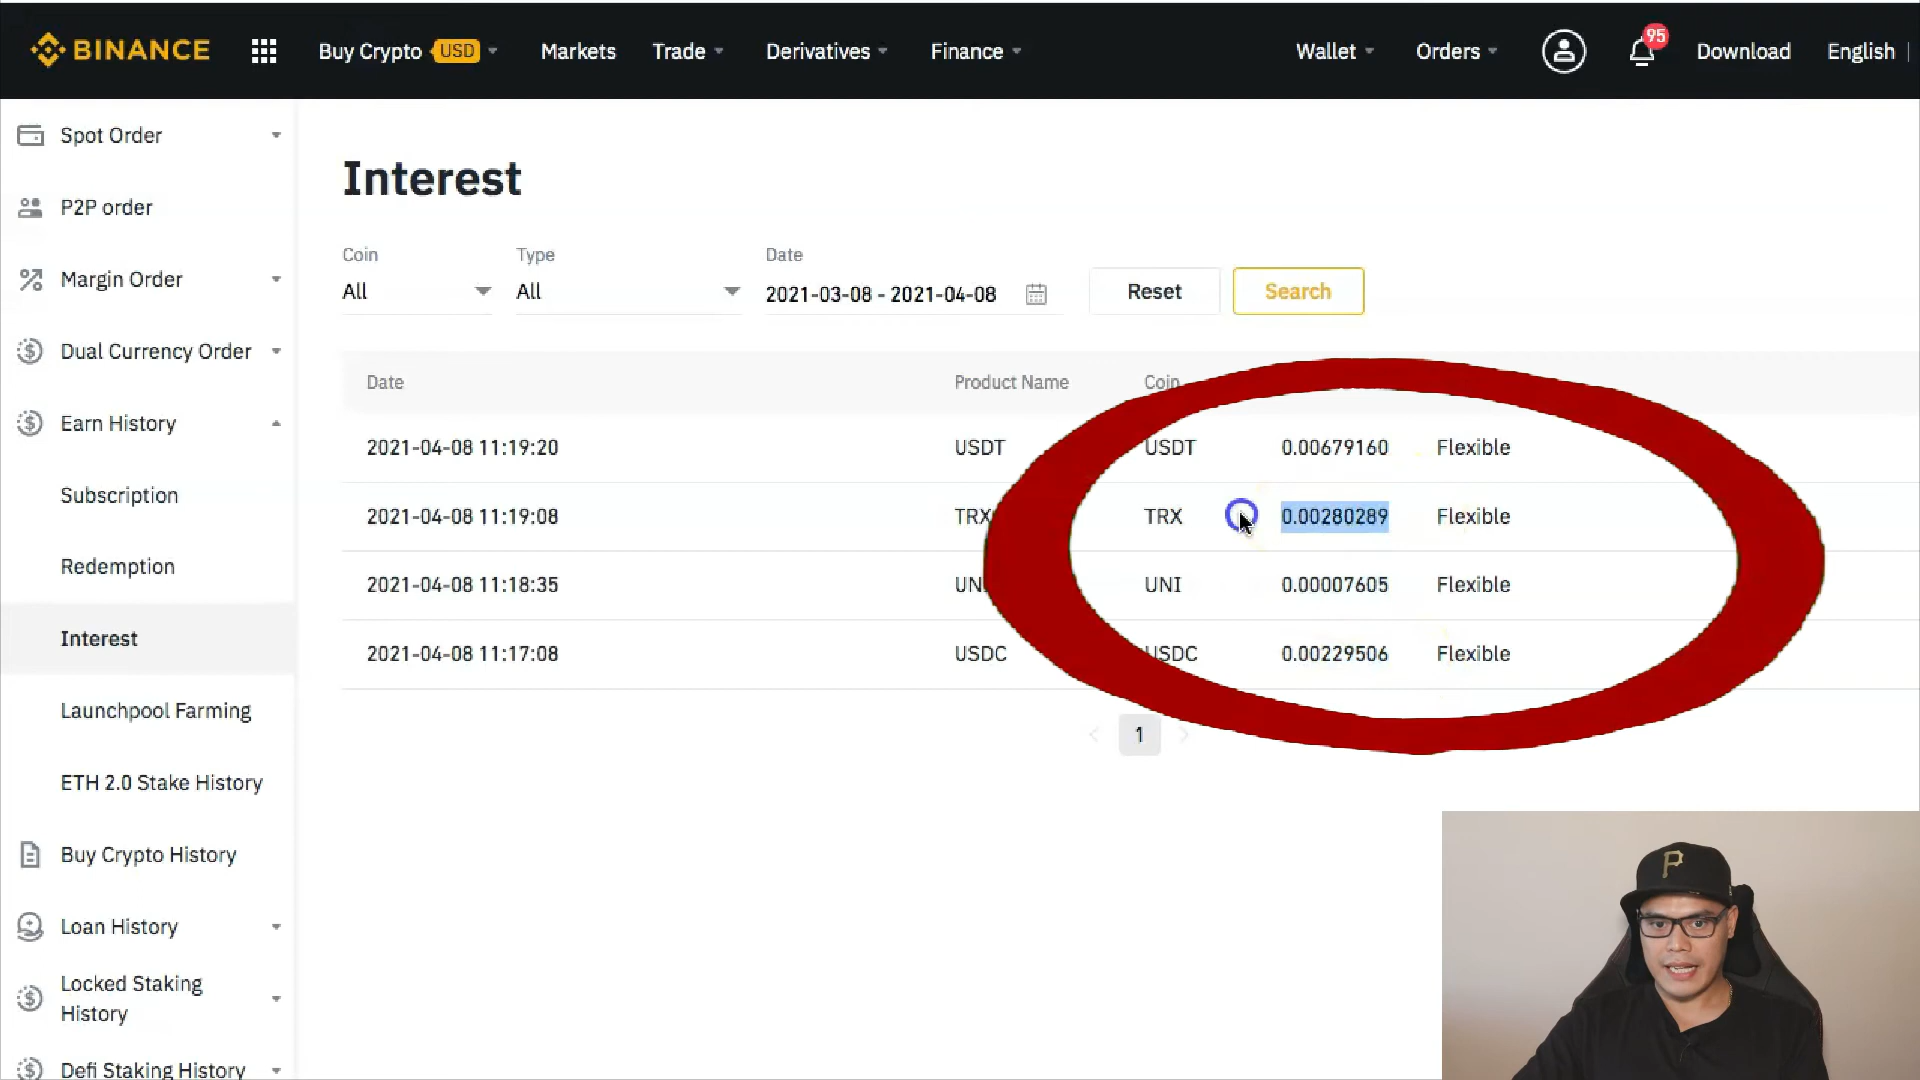 BINANCE Buy Crypto USD Markets Trade Derivatives Finance Wallet Orders 95 Download English
Spot Order
P2P order
Margin Order
Dual Currency Order
Earn History
Subscription
Redemption
Interest
Launchpool Farming
ETH 2.0 Stake History
Buy Crypto History
Loan History
Locked Staking
History
Defi Staking History
Interest
Coin Type Date
All All 2021-03-08 - 2021-04-08 Reset Search
Date Product Name Coin
2021-04-08 11:19:20 USDT USDT 0.00679160 Flexible
2021-04-08 11:19:08 TRX TRX 0.00280289 Flexible
2021-04-08 11:18:35 UNI UNI 0.00007605 Flexible
2021-04-08 11:17:08 USDC USDC 0.00229506 Flexible
1
P